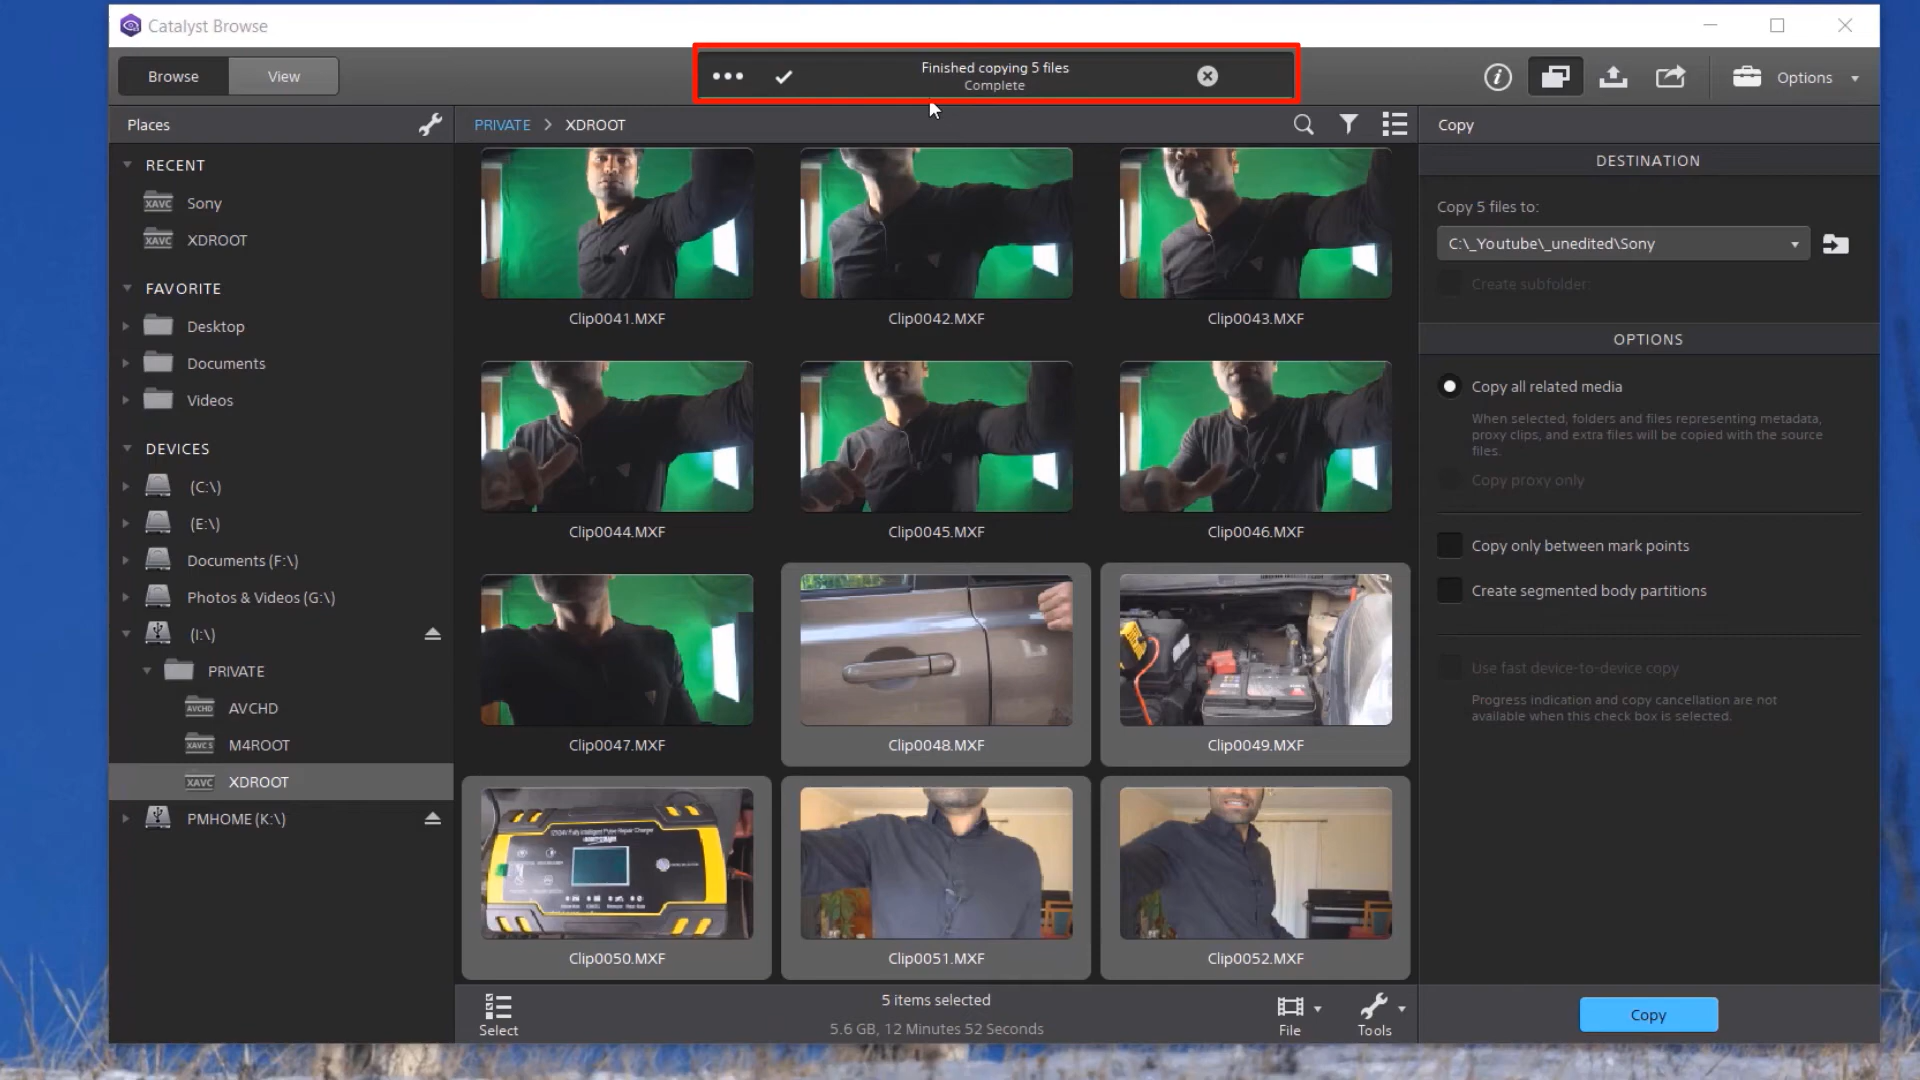 Catalyst Browse
Browse
View
Finished copying 5 files
Complete
Options
Places
PRIVATE > XDROOT
Copy
RECENT
XAVC Sony
XAVC XDROOT
FAVORITE
Desktop
Documents
Videos
DEVICES
(C:\)
(E:\)
Documents (F:\)
Photos & Videos (G:\)
(I:\)
PRIVATE
AVCHD AVCHD
XAVC S M4ROOT
XAVC XDROOT
PMHOME (K:\)
Clip0041.MXF
Clip0042.MXF
Clip0043.MXF
Clip0044.MXF
Clip0045.MXF
Clip0046.MXF
Clip0047.MXF
Clip0048.MXF
Clip0049.MXF
Clip0050.MXF
Clip0051.MXF
Clip0052.MXF
Select
5 items selected
5.6 GB, 12 Minutes 52 Seconds
File
Tools
DESTINATION
Copy 5 files to:
C:\_Youtube\_unedited\Sony
Create subfolder:
OPTIONS
Copy all related media
When selected, folders and files representing metadata,
proxy clips, and extra files will be copied with the source
files.
Copy proxy only
Copy only between mark points
Create segmented body partitions
Use fast device-to-device copy
Progress indication and copy cancellation are not
available when this check box is selected.
Copy